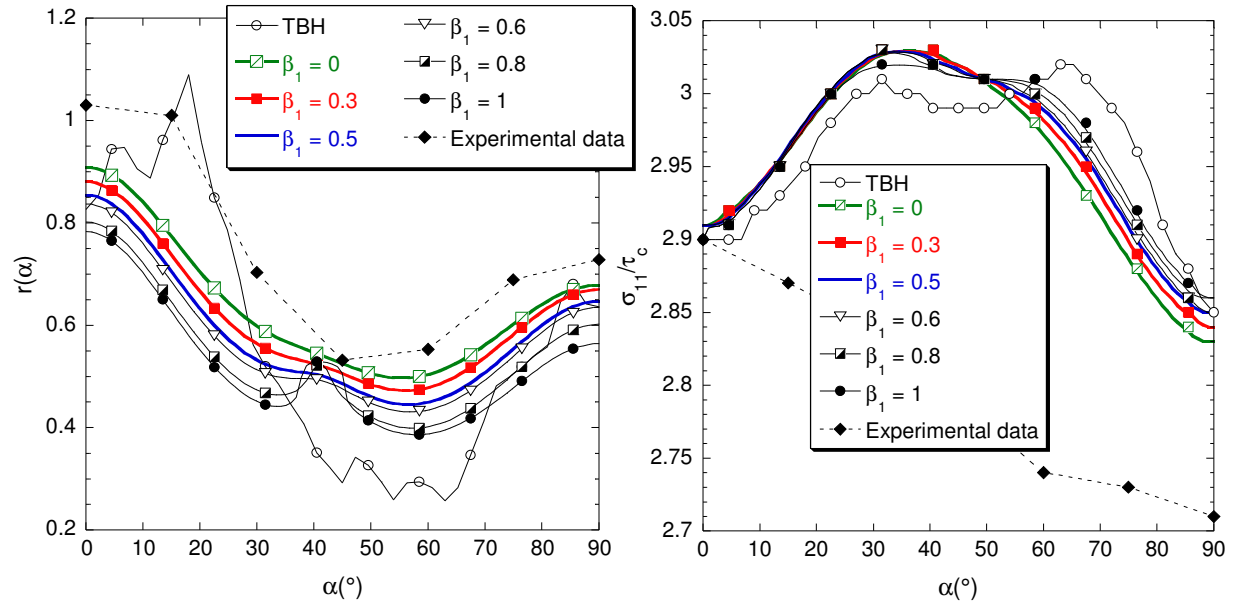 1.2
1
0.8
0.6
0.4
0.2
r(α)
0 10 20 30 40 50 60 70 80 90
α(°)
TBH
β₁ = 0
β₁ = 0.3
β₁ = 0.5
β₁ = 0.6
β₁ = 0.8
β₁ = 1
Experimental data
3.05
3
2.95
2.9
2.85
2.8
2.75
2.7
σ₁₁/τ_c
0 10 20 30 40 50 60 70 80 90
α(°)
TBH
β₁ = 0
β₁ = 0.3
β₁ = 0.5
β₁ = 0.6
β₁ = 0.8
β₁ = 1
Experimental data